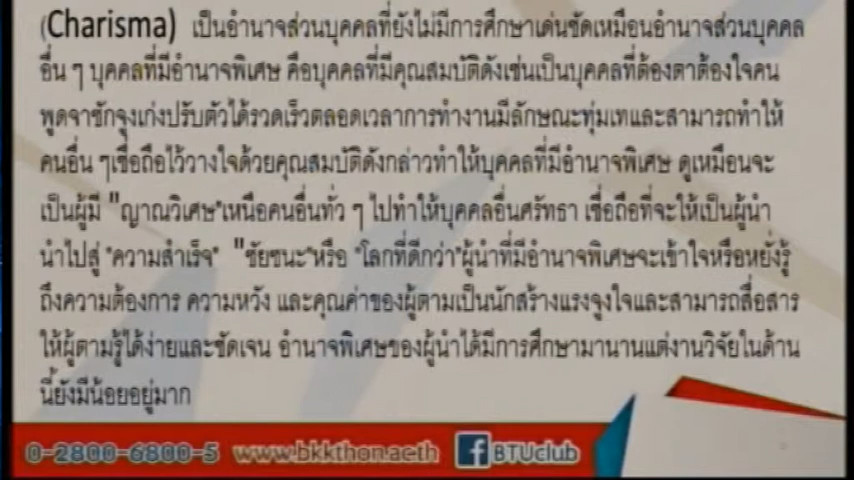 (Charisma) เป็นอำนาจส่วนบุคคลที่ยังไม่มีการศึกษาเด่นชัดเหมือนอำนาจส่วนบุคคล
อื่น ๆ บุคคลที่มีอำนาจพิเศษ คือบุคคลที่มีคุณสมบัติดังเช่นเป็นบุคคลที่ต้องตาต้องใจคน
พูดจาชักจูงเก่งปรับตัวได้รวดเร็วตลอดเวลาการทำงานมีลักษณะทุ่มเทและสามารถทำให้
คนอื่น ๆเชื่อถือไว้วางใจด้วยคุณสมบัติดังกล่าวทำให้บุคคลที่มีอำนาจพิเศษ ดูเหมือนจะ
เป็นผู้มี "ญาณวิเศษ"เหนือคนอื่นทั่ว ๆ ไปทำให้บุคคลอื่นศรัทธา เชื่อถือที่จะให้เป็นผู้นำ
นำไปสู่ "ความสำเร็จ" "ชัยชนะ"หรือ "โลกที่ดีกว่า"ผู้นำที่มีอำนาจพิเศษจะเข้าใจหรือหยั่งรู้
ถึงความต้องการ ความหวัง และคุณค่าของผู้ตามเป็นนักสร้างแรงจูงใจและสามารถสื่อสาร
ให้ผู้ตามรู้ได้ง่ายและชัดเจน อำนาจพิเศษของผู้นำได้มีการศึกษามานานแต่งานวิจัยในด้าน
นี้ยังมีน้อยอยู่มาก
0-2800-6800-5 www.bkkthon.ac.th BTUclub